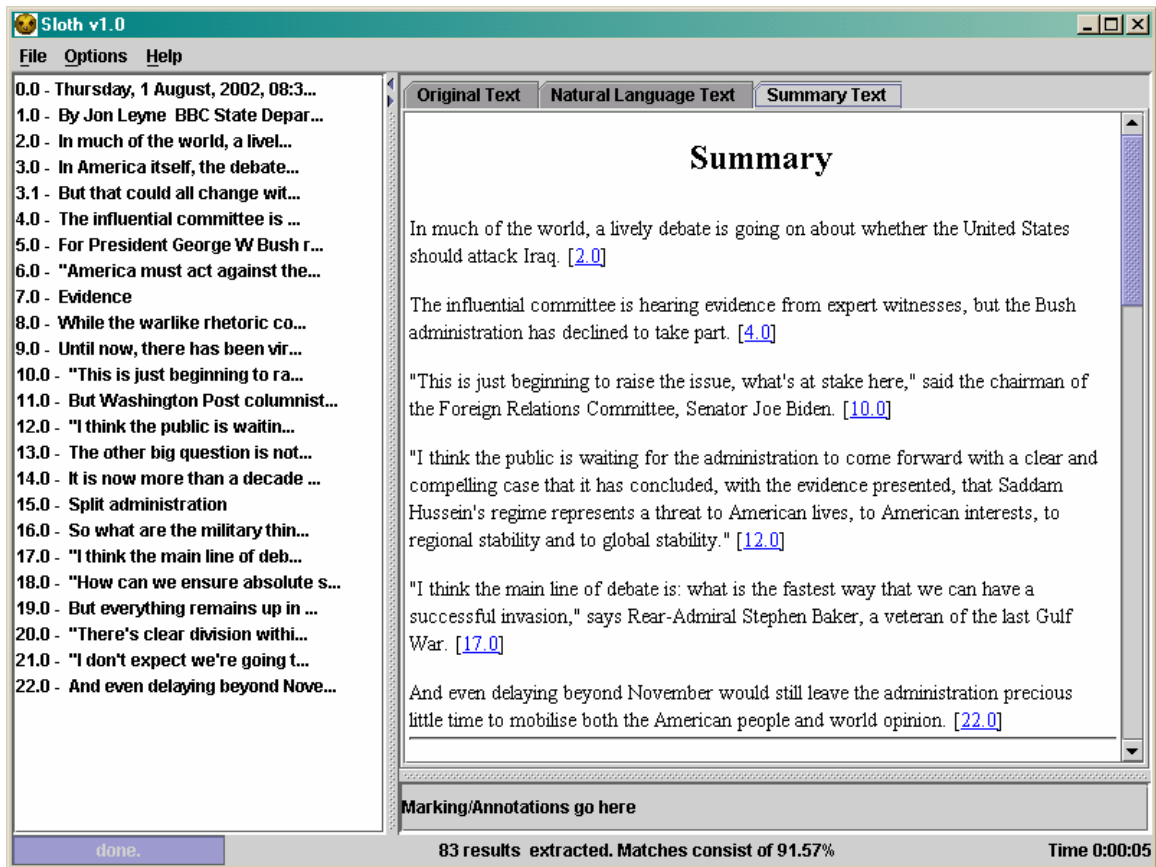 Sloth v1.0
File Options Help
0.0 - Thursday, 1 August, 2002, 08:3...
1.0 - By Jon Leyne BBC State Depar...
2.0 - In much of the world, a livel...
3.0 - In America itself, the debate...
3.1 - But that could all change wit...
4.0 - The influential committee is ...
5.0 - For President George W Bush r...
6.0 - "America must act against the...
7.0 - Evidence
8.0 - While the warlike rhetoric co...
9.0 - Until now, there has been vir...
10.0 - "This is just beginning to ra...
11.0 - But Washington Post columnist...
12.0 - "I think the public is waitin...
13.0 - The other big question is not...
14.0 - It is now more than a decade ...
15.0 - Split administration
16.0 - So what are the military thin...
17.0 - "I think the main line of deb...
18.0 - "How can we ensure absolute s...
19.0 - But everything remains up in ...
20.0 - "There's clear division withi...
21.0 - "I don't expect we're going t...
22.0 - And even delaying beyond Nove...
Original Text Natural Language Text Summary Text
Summary
In much of the world, a lively debate is going on about whether the United States
should attack Iraq. [2.0]
The influential committee is hearing evidence from expert witnesses, but the Bush
administration has declined to take part. [4.0]
"This is just beginning to raise the issue, what's at stake here," said the chairman of
the Foreign Relations Committee, Senator Joe Biden. [10.0]
"I think the public is waiting for the administration to come forward with a clear and
compelling case that it has concluded, with the evidence presented, that Saddam
Hussein's regime represents a threat to American lives, to American interests, to
regional stability and to global stability." [12.0]
"I think the main line of debate is: what is the fastest way that we can have a
successful invasion," says Rear-Admiral Stephen Baker, a veteran of the last Gulf
War. [17.0]
And even delaying beyond November would still leave the administration precious
little time to mobilise both the American people and world opinion. [22.0]
Marking/Annotations go here
done. 83 results extracted. Matches consist of 91.57% Time 0:00:05